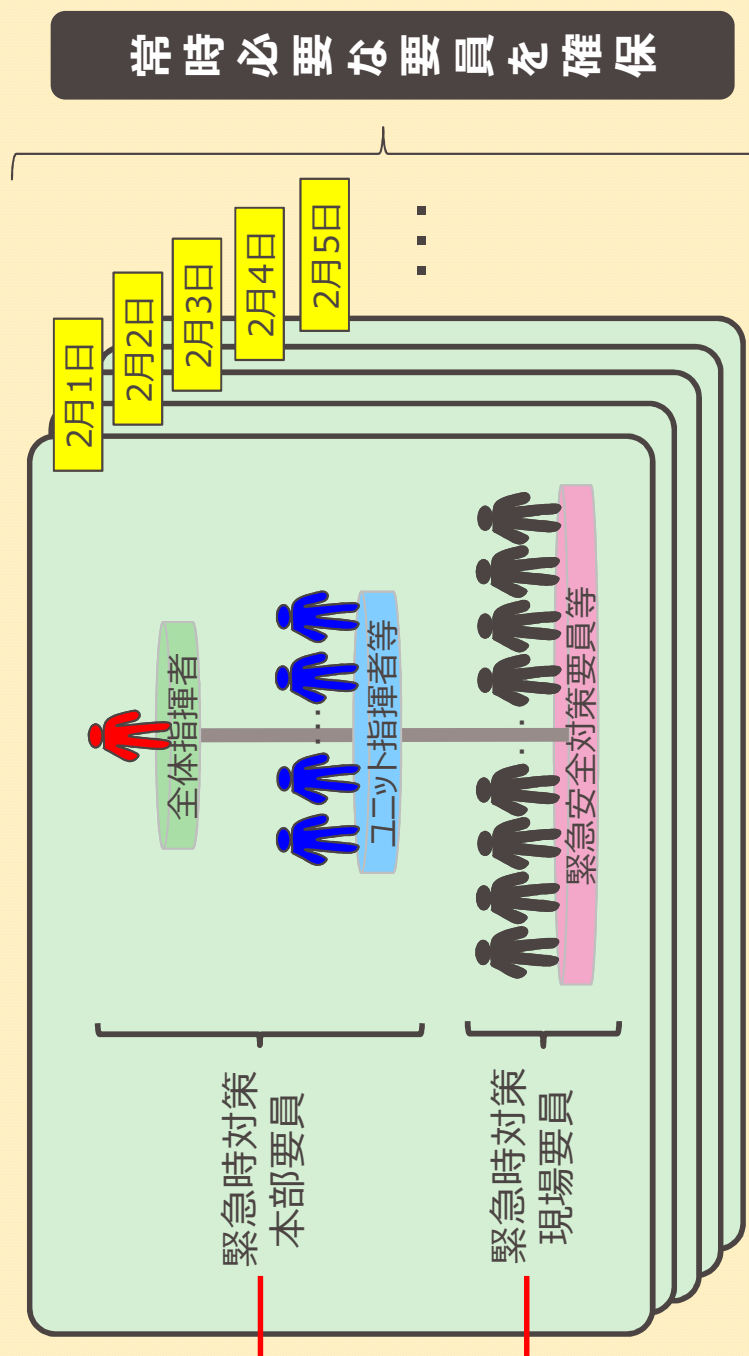 常時必要な要員を確保
2月1日
2月2日
2月3日
2月4日
2月5日
・・・
全体指揮者
・・・・
ユニット指揮者等
・・
緊急安全対策要員等
緊急時対策
本部要員
緊急時対策
現場要員